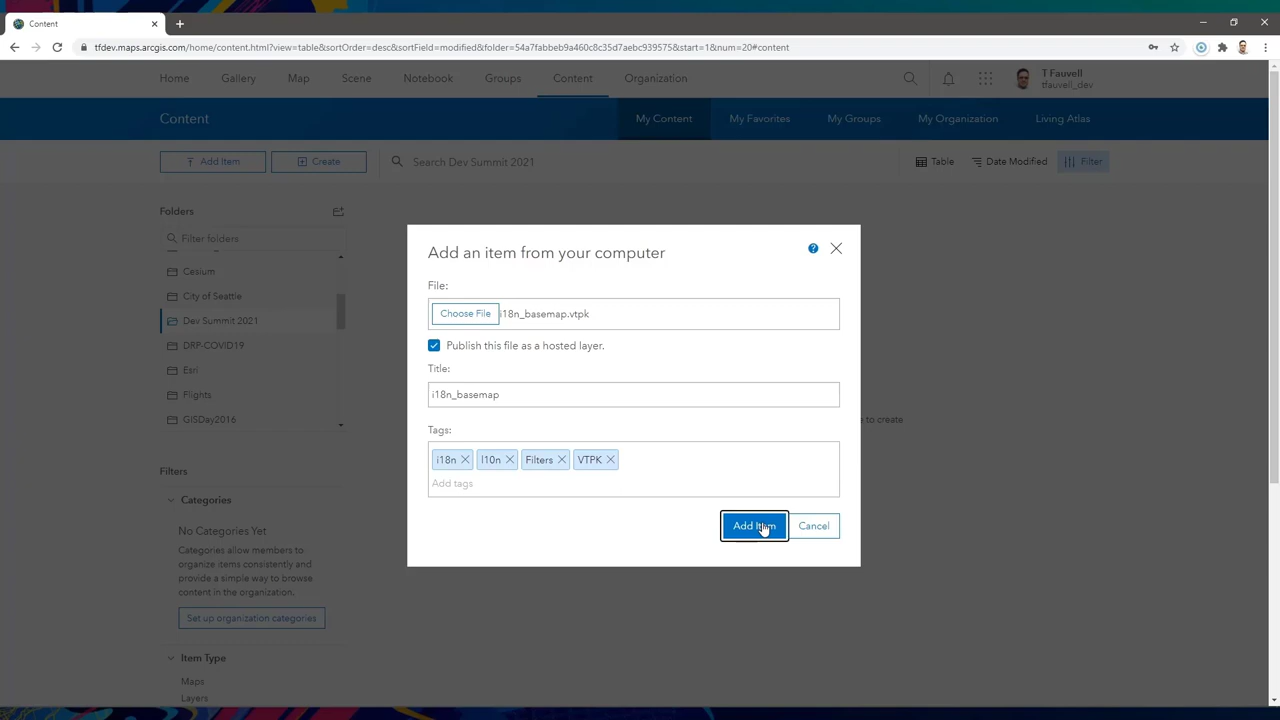 Content
tfdev.maps.arcgis.com/home/content.html?view=table&sortOrder=desc&sortField=modified&folder=54a7fabbeb9a460c8c35d7aebc939575&start=1&num=20#content
Home Gallery Map Scene Notebook Groups Content Organization
T Fauvell
tfauvell_dev
Content My Content My Favorites My Groups My Organization Living Atlas
Add Item Create Search Dev Summit 2021 Table Date Modified Filter
Folders
Filter folders
Cesium
City of Seattle
Dev Summit 2021
DRP-COVID19
Esri
Flights
GISDay2016
Filters
Categories
No Categories Yet
Categories allow members to
organize items consistently and
provide a simple way to browse
content in the organization.
Set up organization categories
Item Type
Maps
Layers
Add an item from your computer
File:
Choose File i18n_basemap.vtpk
Publish this file as a hosted layer.
Title:
i18n_basemap
Tags:
i18n l10n Filters VTPK
Add tags
Add Item Cancel
e to create